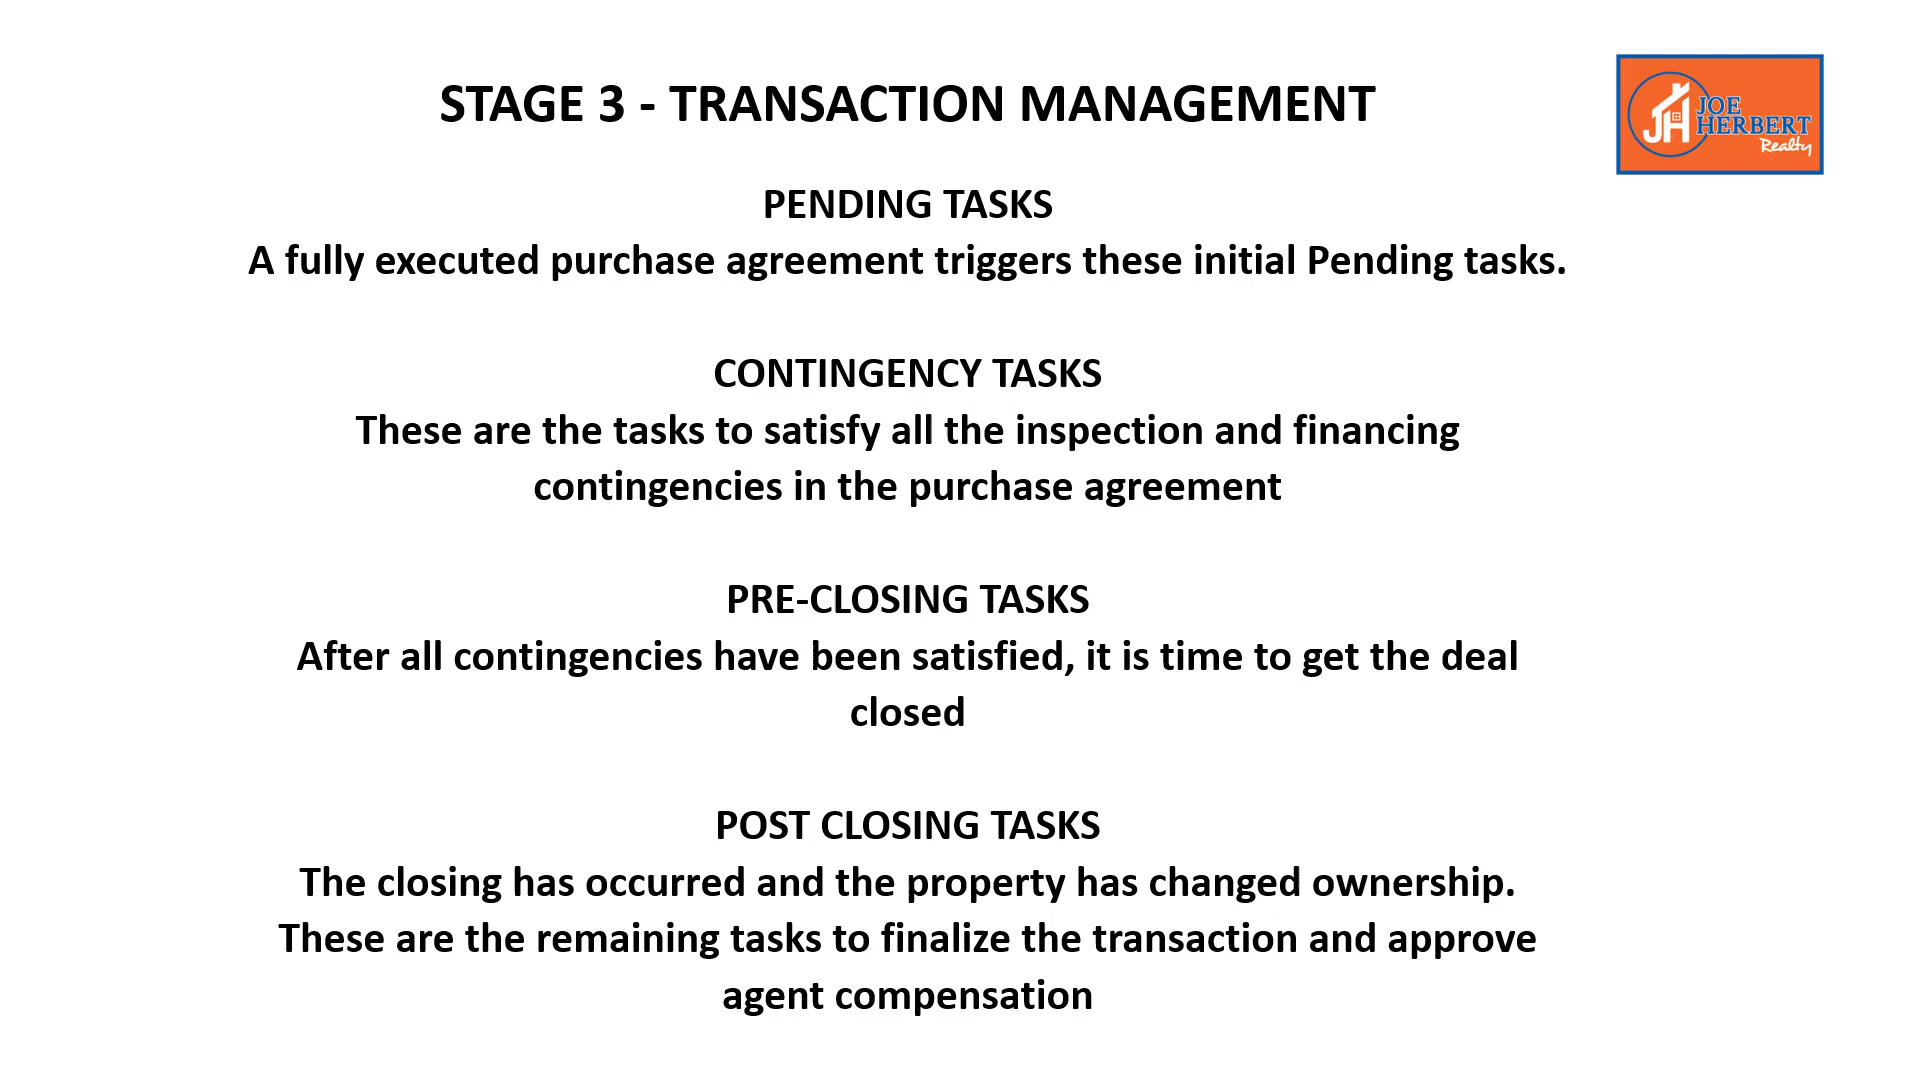 STAGE 3 - TRANSACTION MANAGEMENT
JH JOE
HERBERT
Realty
PENDING TASKS
A fully executed purchase agreement triggers these initial Pending tasks.
CONTINGENCY TASKS
These are the tasks to satisfy all the inspection and financing
contingencies in the purchase agreement
PRE-CLOSING TASKS
After all contingencies have been satisfied, it is time to get the deal
closed
POST CLOSING TASKS
The closing has occurred and the property has changed ownership.
These are the remaining tasks to finalize the transaction and approve
agent compensation